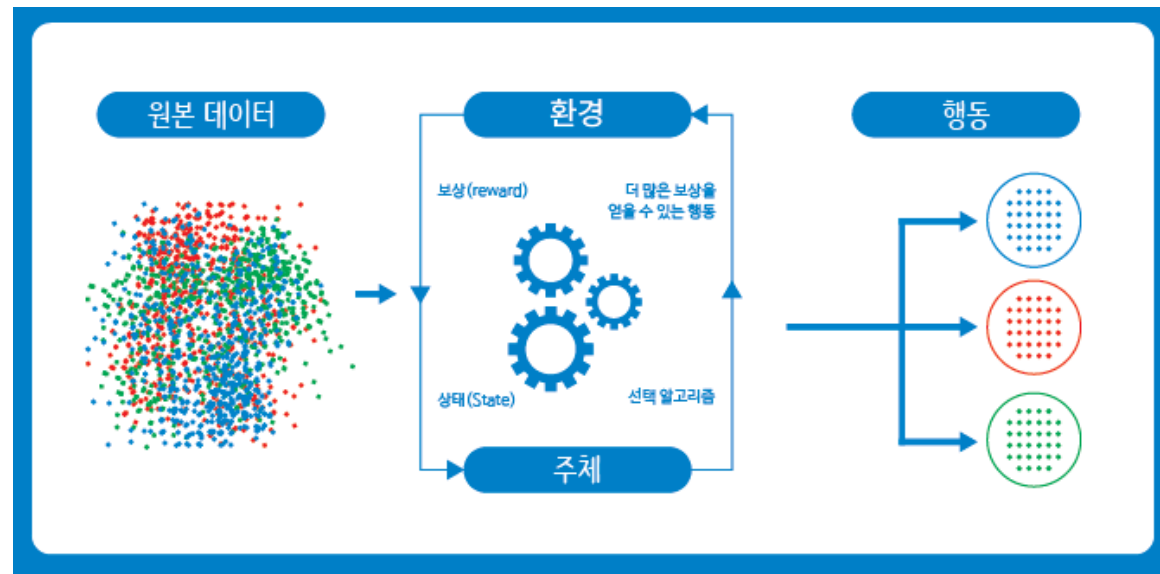 원본 데이터
환경
행동
보상(reward)
더 많은 보상을
얻을 수 있는 행동
상태(State)
선택 알고리즘
주체